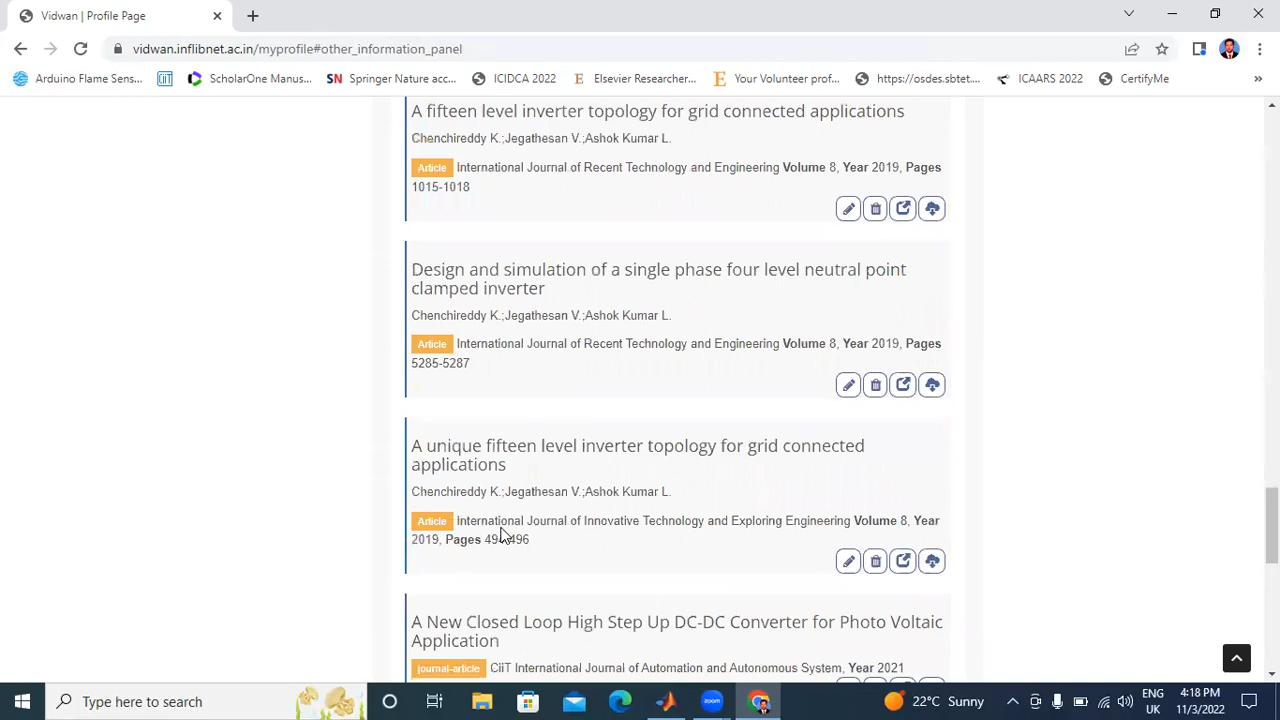 Vidwan | Profile Page
vidwan.inflibnet.ac.in/myprofile#other_information_panel
Arduino Flame Sens...
ScholarOne Manus...
SN Springer Nature acc...
ICIDCA 2022
E Elsevier Researcher...
E Your Volunteer prof...
https://osdes.sbtet....
ICAARS 2022
CertifyMe
»
A fifteen level inverter topology for grid connected applications
Chenchireddy K.;Jegathesan V.;Ashok Kumar L.
Article International Journal of Recent Technology and Engineering Volume 8, Year 2019, Pages
1015-1018
Design and simulation of a single phase four level neutral point
clamped inverter
Chenchireddy K.;Jegathesan V.;Ashok Kumar L.
Article International Journal of Recent Technology and Engineering Volume 8, Year 2019, Pages
5285-5287
A unique fifteen level inverter topology for grid connected
applications
Chenchireddy K.;Jegathesan V.;Ashok Kumar L.
Article International Journal of Innovative Technology and Exploring Engineering Volume 8, Year
2019, Pages
A New Closed Loop High Step Up DC-DC Converter for Photo Voltaic
Application
journal-article CiiT International Journal of Automation and Autonomous System, Year 2021
Type here to search
zoom
22°C Sunny
ENG
UK
4:18 PM
11/3/2022